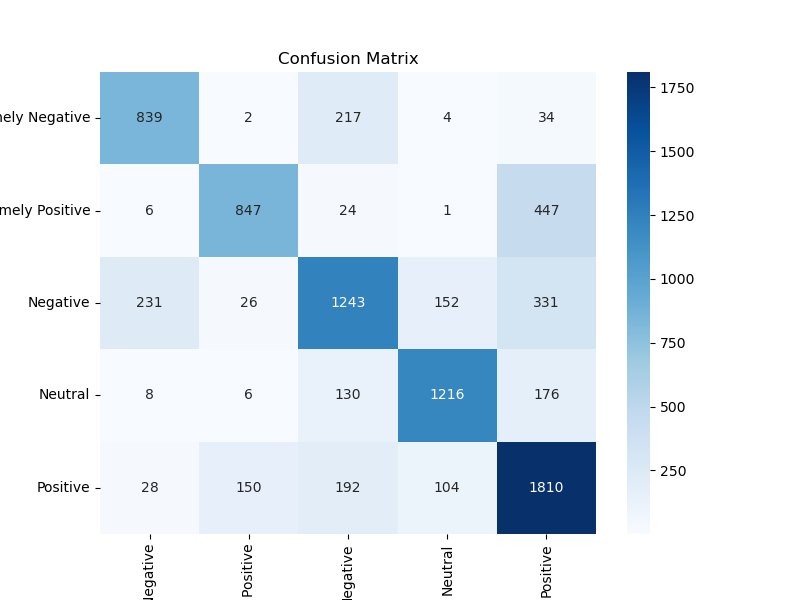 Confusion Matrix
mely Negative 839 2 217 4 34
mely Positive 6 847 24 1 447
Negative 231 26 1243 152 331
Neutral 8 6 130 1216 176
Positive 28 150 192 104 1810
Negative Positive Negative Neutral Positive
1750
1500
1250
1000
750
500
250